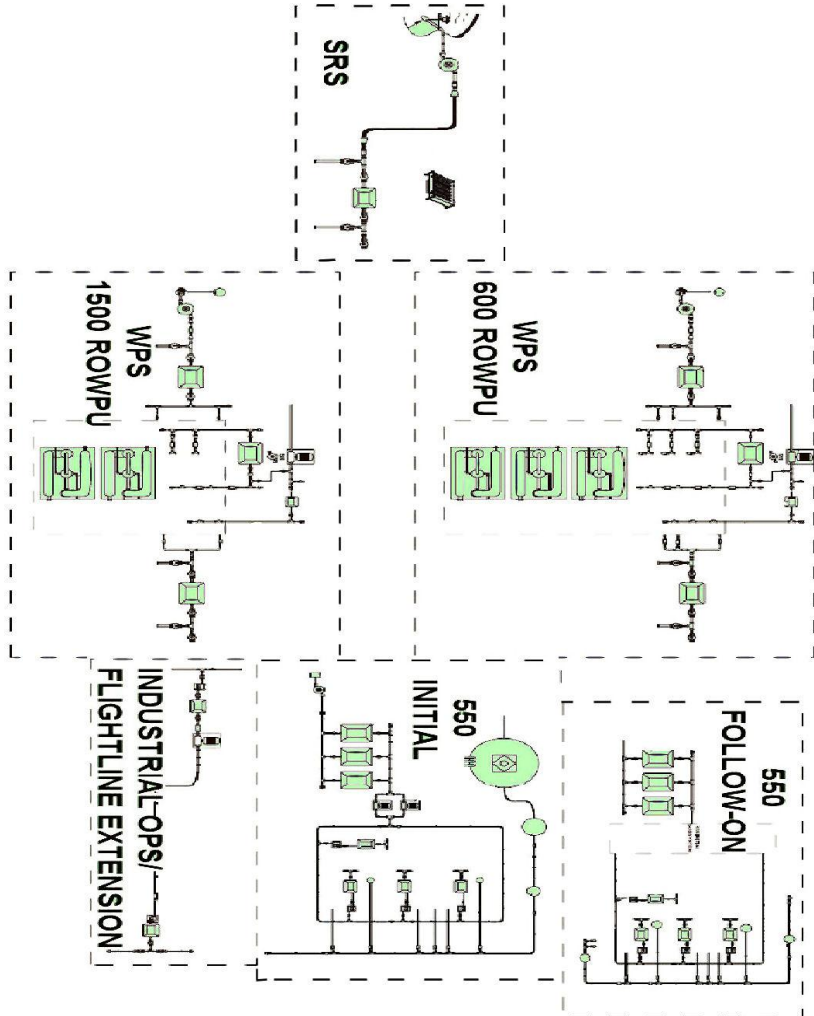 SRS
WPS
1500 ROWPU
WPS
600 ROWPU
INDUSTRIAL OPS/
FLIGHTLINE EXTENSION
550
INITIAL
550
FOLLOW-ON